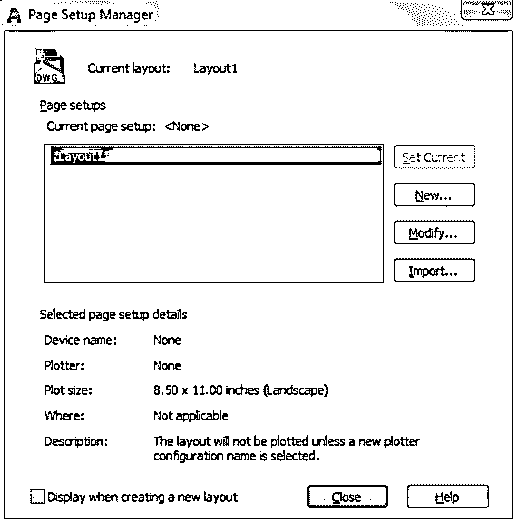 Page Setup Manager
DWG
Current layout: Layout1
Page setups
Current page setup: <None>
*Layout1*
Set Current
New...
Modify...
Import...
Selected page setup details
Device name: None
Plotter: None
Plot size: 8.50 x 11.00 inches (Landscape)
Where: Not applicable
Description: The layout will not be plotted unless a new plotter
configuration name is selected.
Display when creating a new layout
Close
Help